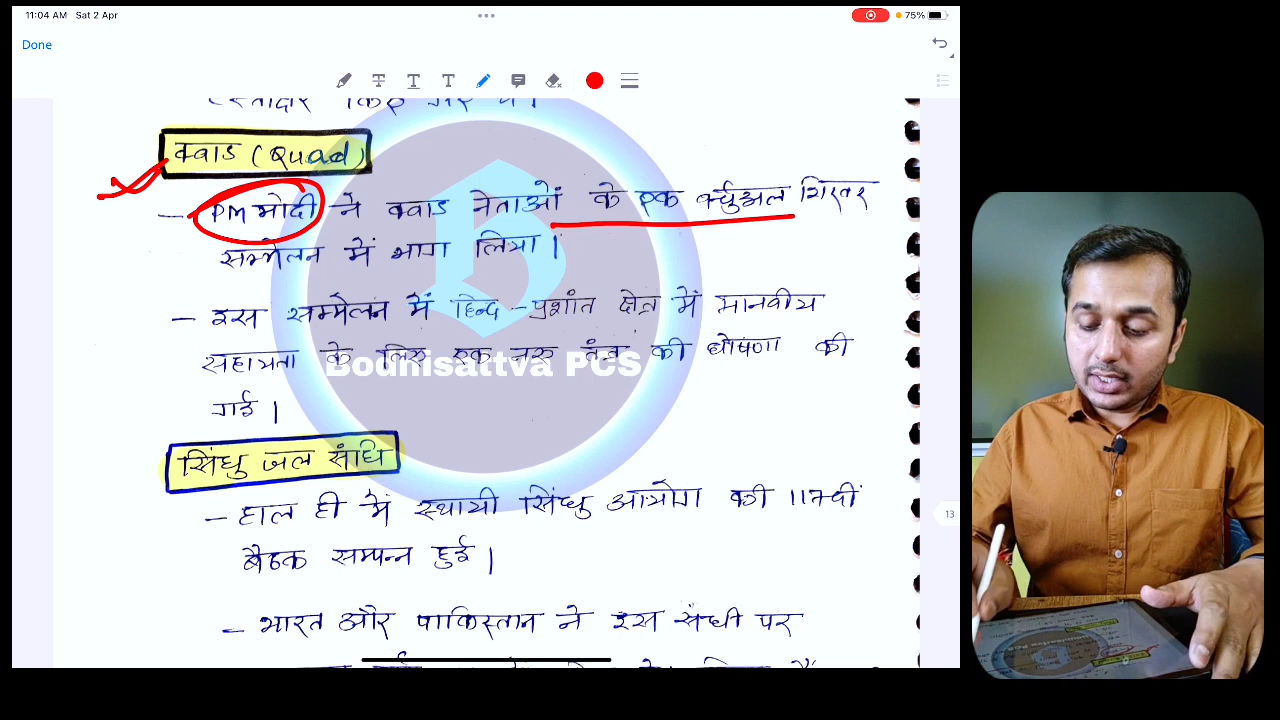 11:04 AM Sat 2 Apr
75%
Done
क्वाड (Quad)
- PM मोदी ने क्वाड नेताओं के एक वर्चुअल शिखर
सम्मेलन में भाग लिया।
- इस सम्मेलन में हिन्द-प्रशांत क्षेत्र में मानवीय
सहायता के लिए एक नए तंत्र की घोषणा की
गई।
Bodhisattva PCS
सिंधु जल संधि
- हाल ही में स्थायी सिंधु आयोग की 117वीं
13
बैठक सम्पन्न हुई।
- भारत और पाकिस्तान ने इस संधी पर